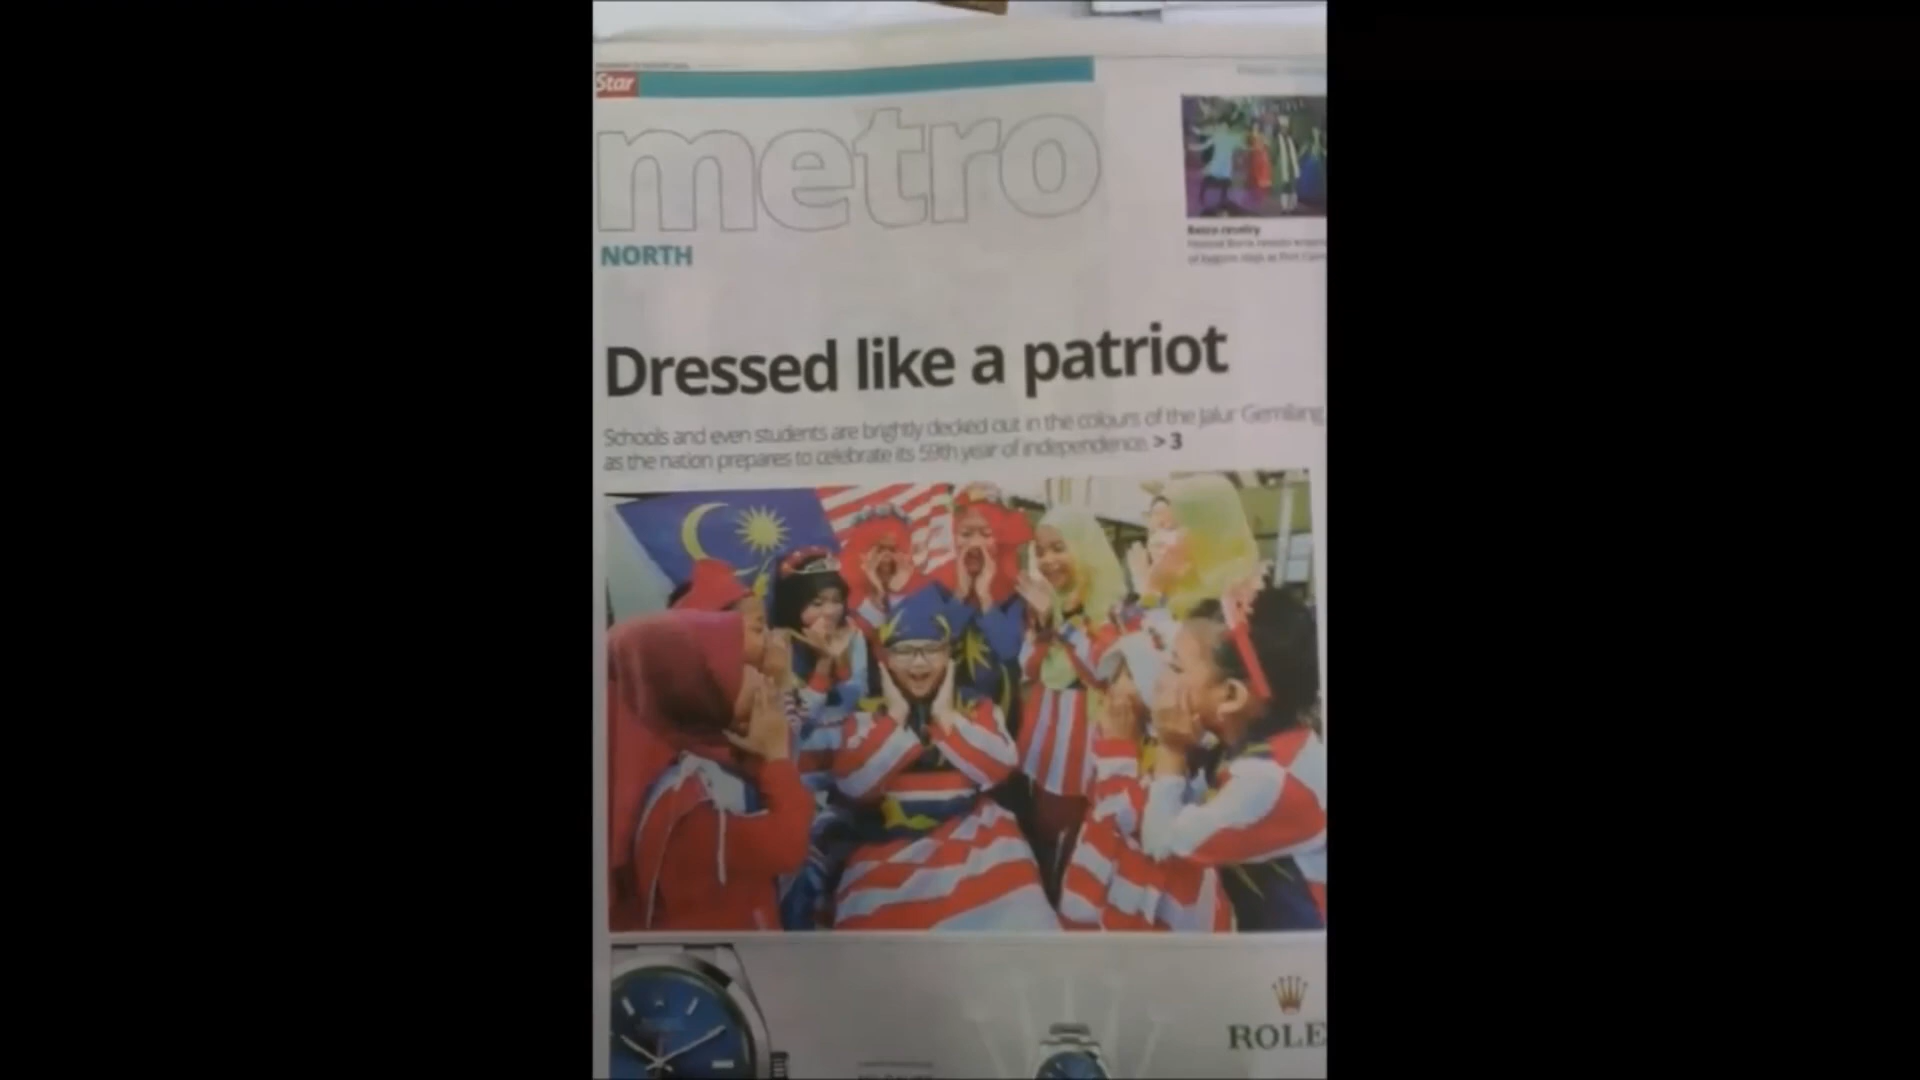 Star
metro
NORTH
Dressed like a patriot
Schools and even students are brightly decked out in the colours of the Jalur Gemilang
as the nation prepares to celebrate its 59th year of independence. > 3
ROLE